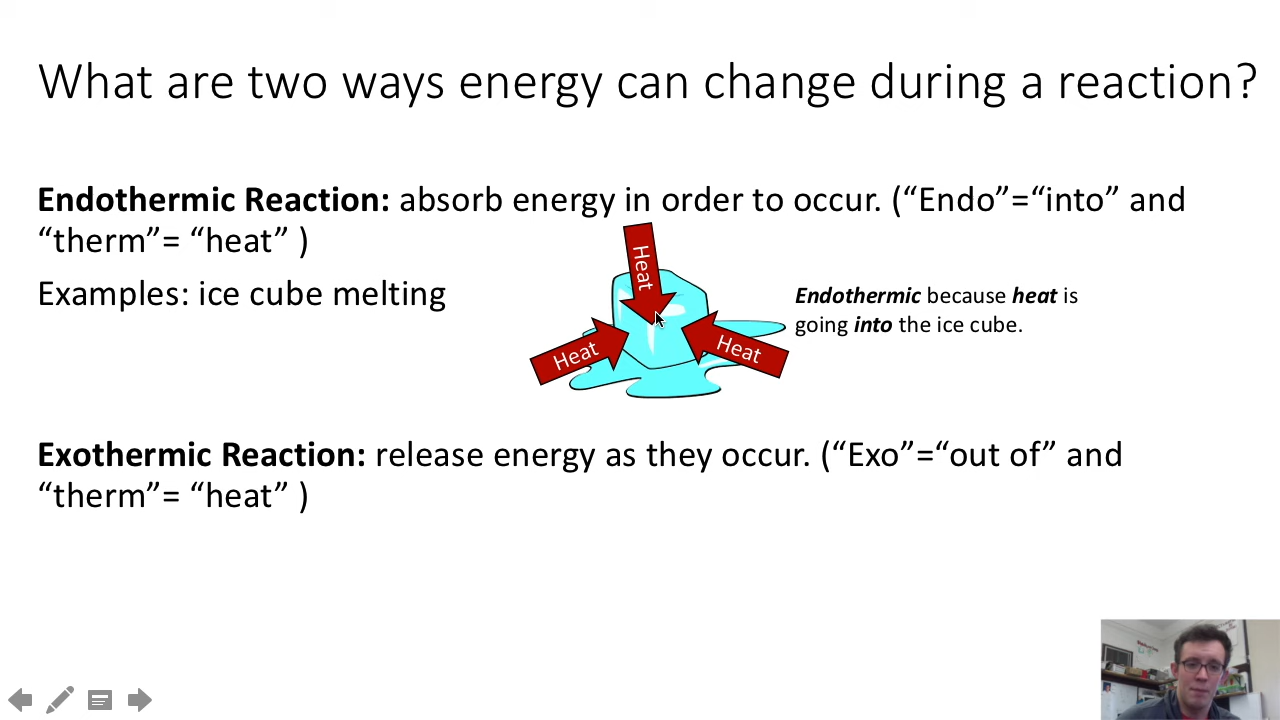 What are two ways energy can change during a reaction?
Endothermic Reaction: absorb energy in order to occur. (“Endo”=“into” and
“therm”= “heat” )
Examples: ice cube melting
Heat
Heat
Heat
Endothermic because heat is
going into the ice cube.
Exothermic Reaction: release energy as they occur. (“Exo”=“out of” and
“therm”= “heat” )